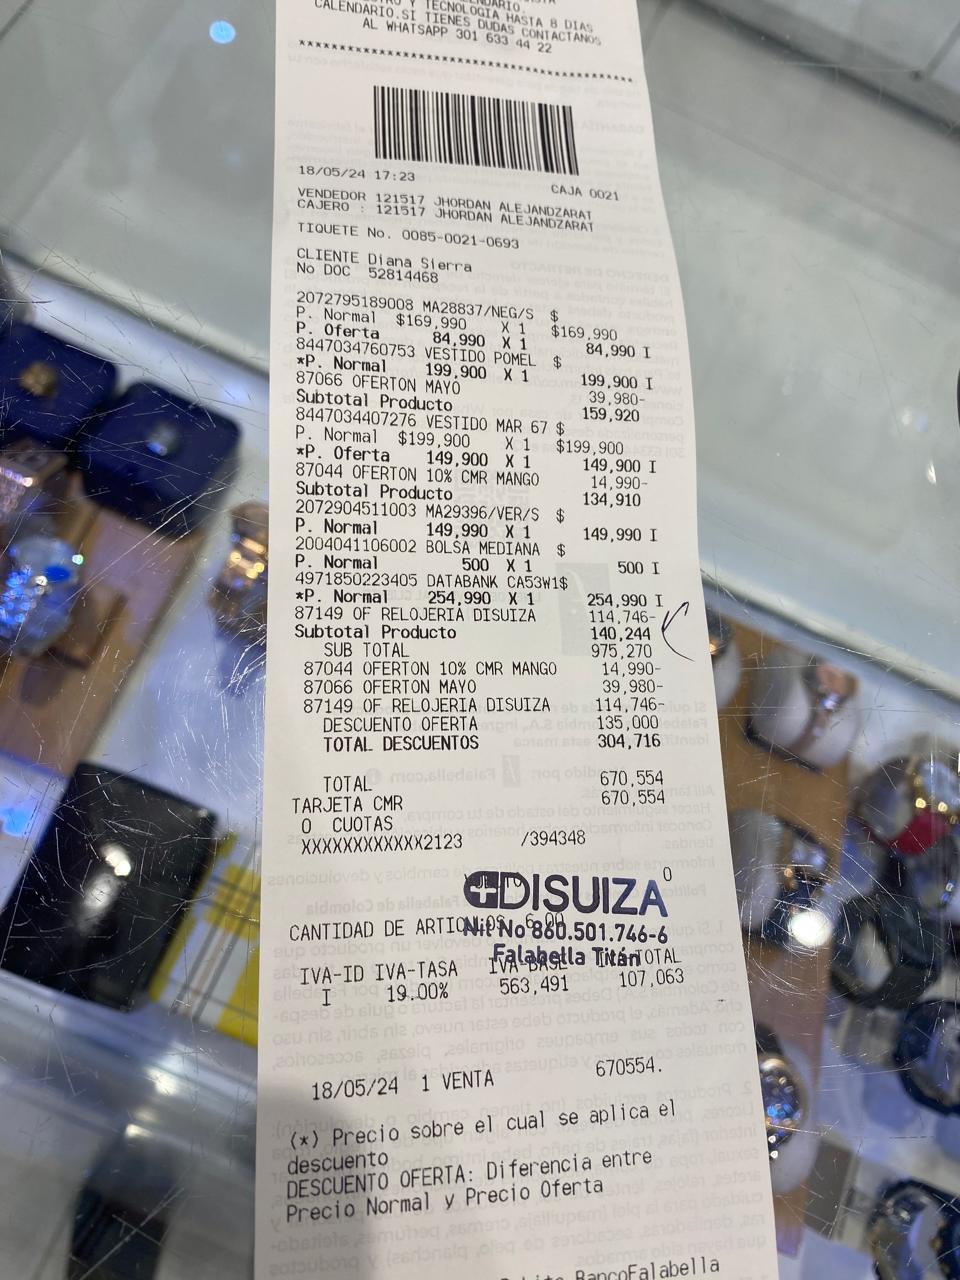 Y TECNOLOGIA HASTA 8 DIAS
CALENDARIO.SI TIENES DUDAS CONTACTANOS
AL WHATSAPP 301 633 44 22
****************************************
18/05/24 17:23 CAJA 0021
VENDEDOR 121517 JHORDAN ALEJANDZARAT
CAJERO : 121517 JHORDAN ALEJANDZARAT
TIQUETE No. 0085-0021-0693
CLIENTE Diana Sierra
No DOC 52814468
2072795189008 MA28837/NEG/S $
P. Normal $169,990 X 1 $169,990
P. Oferta 84,990 X 1 84,990 I
8447034760753 VESTIDO POMEL $
*P. Normal 199,900 X 1 199,900 I
87066 OFERTON MAYO 39,980-
Subtotal Producto 159,920
8447034407276 VESTIDO MAR 67 $
P. Normal $199,900 X 1 $199,900
*P. Oferta 149,900 X 1 149,900 I
87044 OFERTON 10% CMR MANGO 14,990-
Subtotal Producto 134,910
2072904511003 MA29396/VER/S $
P. Normal 149,990 X 1 149,990 I
2004041106002 BOLSA MEDIANA $
P. Normal 500 X 1 500 I
4971850223405 DATABANK CA53W1$
*P. Normal 254,990 X 1 254,990 I
87149 OF RELOJERIA DISUIZA 114,746-
Subtotal Producto 140,244
SUB TOTAL 975,270
87044 OFERTON 10% CMR MANGO 14,990-
87066 OFERTON MAYO 39,980-
87149 OF RELOJERIA DISUIZA 114,746-
DESCUENTO OFERTA 135,000
TOTAL DESCUENTOS 304,716
TOTAL 670,554
TARJETA CMR 670,554
0 CUOTAS
XXXXXXXXXXXX2123 /394348
0
DISUIZA
CANTIDAD DE ARTICULOS 6.00
Nit No 860.501.746-6
Falabella Titán
IVA-ID IVA-TASA IVA-BASE TOTAL
I 19.00% 563,491 107,063
18/05/24 1 VENTA 670554.
(*) Precio sobre el cual se aplica el
descuento
DESCUENTO OFERTA: Diferencia entre
Precio Normal y Precio Oferta
BancoFalabella